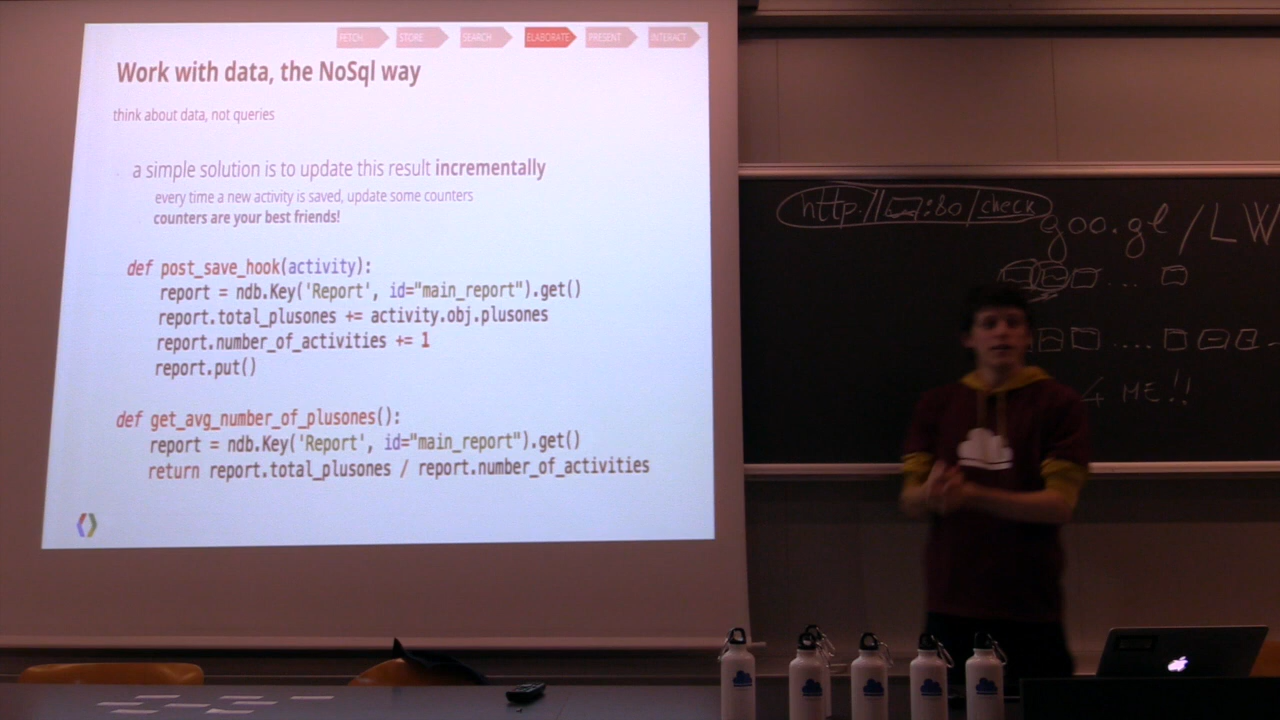 FETCH STORE SEARCH ELABORATE PRESENT INTERACT
Work with data, the NoSql way
think about data, not queries
a simple solution is to update this result incrementally
every time a new activity is saved, update some counters
counters are your best friends!
def post_save_hook(activity):
report = ndb.Key('Report', id="main_report").get()
report.total_plusones += activity.obj.plusones
report.number_of_activities += 1
report.put()
def get_avg_number_of_plusones():
report = ndb.Key('Report', id="main_report").get()
return report.total_plusones / report.number_of_activities
http:// :80/check
goo.gl/LW
....
....
4 ME!!